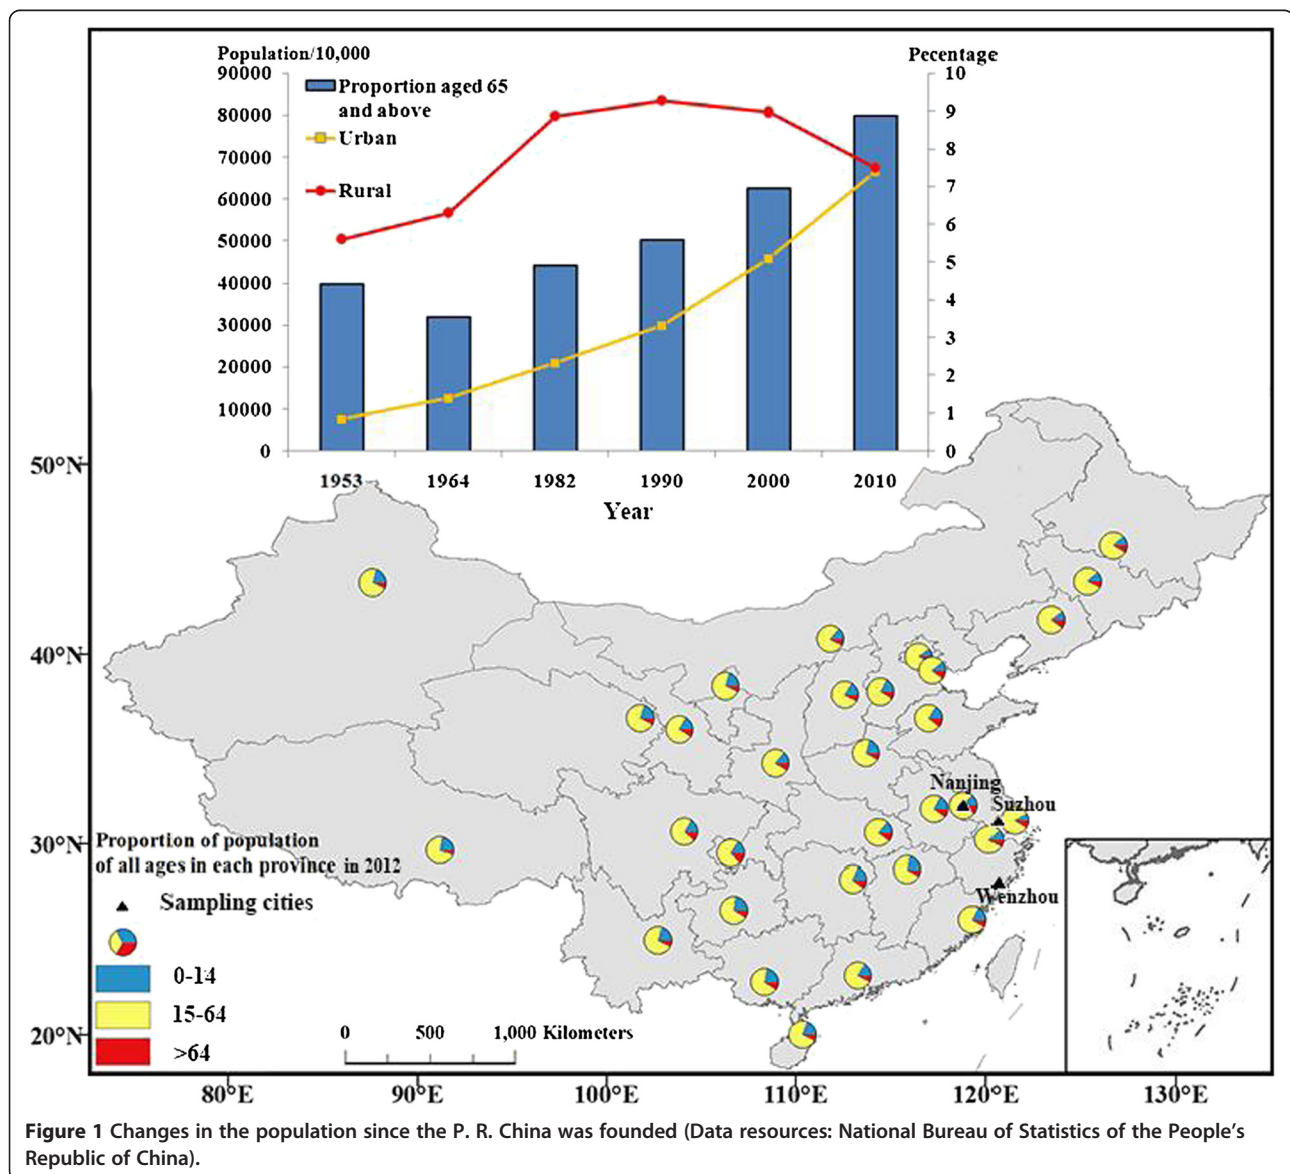 Population/10,000
Pecentage
90000
80000
70000
60000
50000
40000
30000
20000
10000
0
10
9
8
7
6
5
4
3
2
1
0
Proportion aged 65
and above
Urban
Rural
1953
1964
1982
1990
2000
2010
Year
50°N
40°N
30°N
20°N
Nanjing
Suzhou
Wenzhou
Proportion of population
of all ages in each province in 2012
Sampling cities
0-14
15-64
>64
0
500
1,000 Kilometers
80°E
90°E
100°E
110°E
120°E
130°E
Figure 1 Changes in the population since the P. R. China was founded (Data resources: National Bureau of Statistics of the People's
Republic of China).